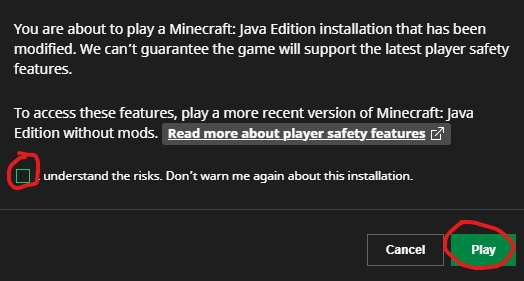 You are about to play a Minecraft: Java Edition installation that has been
modified. We can't guarantee the game will support the latest player safety
features.
To access these features, play a more recent version of Minecraft: Java
Edition without mods. Read more about player safety features
understand the risks. Don't warn me again about this installation.
Cancel Play